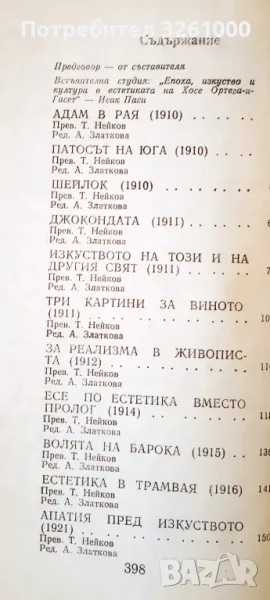 Потребител 6261000
Съдържание
Предговор — от съставителя
Встъпителна студия: „Епоха, изкуство и
култура в естетиката на Хосе Ортега-и-
Гасет" — Исак Паси
АДАМ В РАЯ (1910)
Прев. Т. Нейков
Ред. А. Златкова
ПАТОСЪТ НА ЮГА (1910)
Прев. Т. Нейков
Ред. А. Златкова
ШЕЙЛОК (1910)
Прев. Т. Нейков
Ред. А. Златкова
ДЖОКОНДАТА (1911)
Прев. Т. Нейков
Ред. А. Златкова
ИЗКУСТВОТО НА ТОЗИ И НА
ДРУГИЯ СВЯТ (1911)
Прев. Т. Нейков
Ред. А. Златкова
ТРИ КАРТИНИ ЗА ВИНОТО
(1911)
Прев. Т. Нейков
Ред. А. Златкова
ЗА РЕАЛИЗМА В ЖИВОПИС-
ТА (1912)
Прев. Т. Нейков
Ред. А. Златкова
ЕСЕ ПО ЕСТЕТИКА ВМЕСТО
ПРОЛОГ (1914)
Прев. Т. Нейков
Ред. А. Златкова
ВОЛЯТА НА БАРОКА (1915)
Прев. Т. Нейков
Ред. А. Златкова
ЕСТЕТИКА В ТРАМВАЯ (1916)
Прев. Т. Нейков
Ред. А. Златкова
АПАТИЯ ПРЕД ИЗКУСТВОТО
(1921)
Прев. Т. Нейков
Ред. А. Златкова
398
bazar